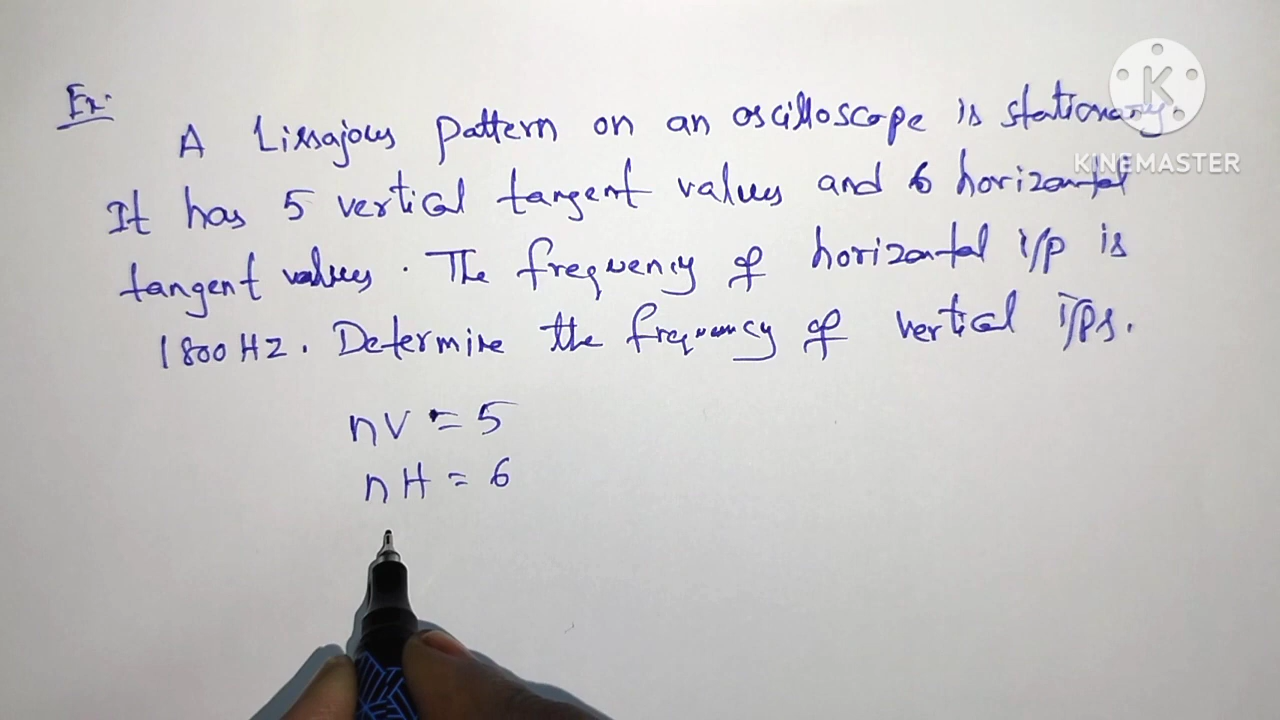 Ex:
A Lissajous pattern on an oscilloscope is stationary.
It has 5 vertical tangent values and 6 horizontal
tangent values. The frequency of horizontal i/p is
1800 HZ. Determine the frequency of vertical i/ps.
nV = 5
nH = 6
K
KINEMASTER